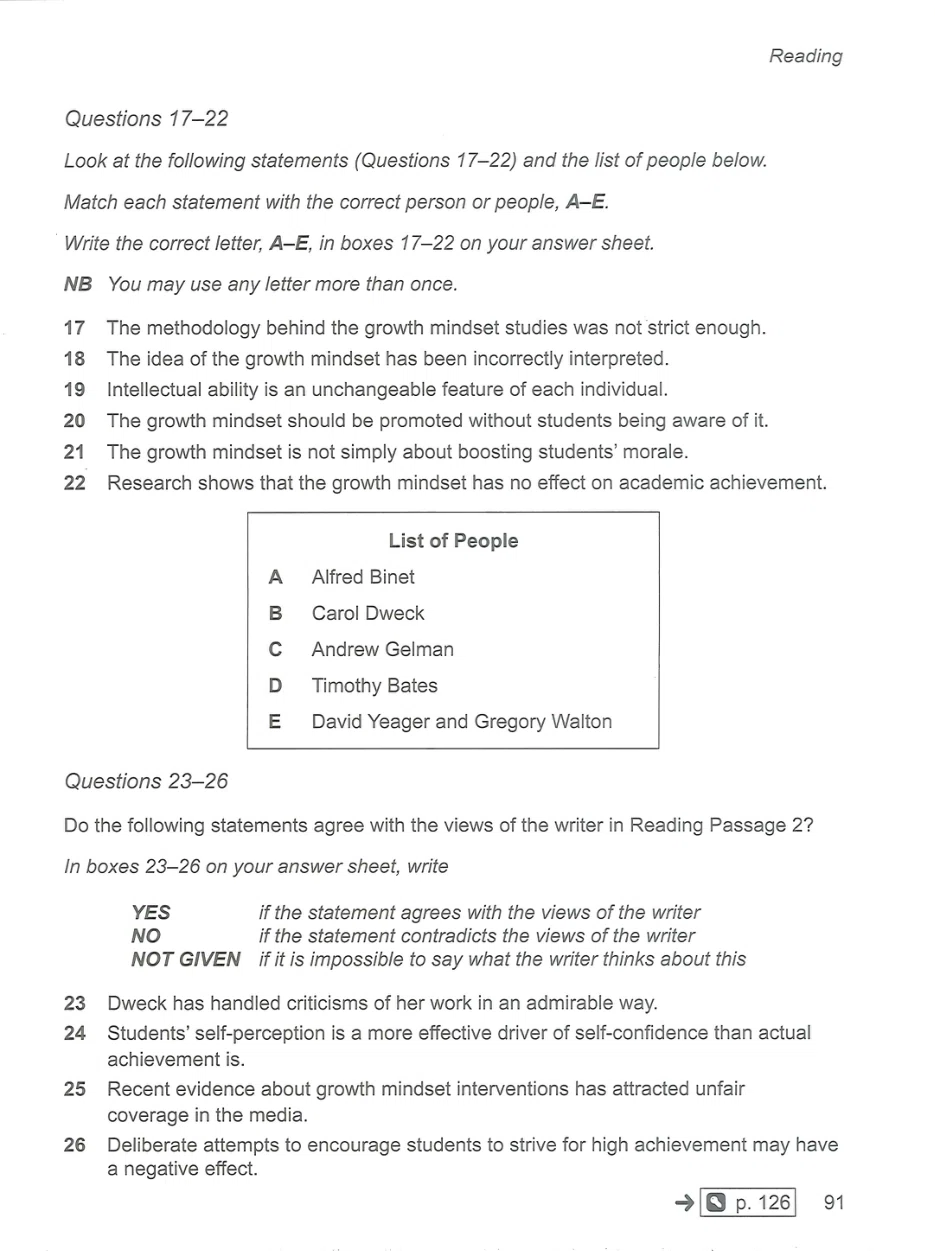 Reading
Questions 17–22
Look at the following statements (Questions 17–22) and the list of people below.
Match each statement with the correct person or people, A–E.
Write the correct letter, A–E, in boxes 17–22 on your answer sheet.
NB You may use any letter more than once.
17 The methodology behind the growth mindset studies was not strict enough.
18 The idea of the growth mindset has been incorrectly interpreted.
19 Intellectual ability is an unchangeable feature of each individual.
20 The growth mindset should be promoted without students being aware of it.
21 The growth mindset is not simply about boosting students' morale.
22 Research shows that the growth mindset has no effect on academic achievement.
List of People
A Alfred Binet
B Carol Dweck
C Andrew Gelman
D Timothy Bates
E David Yeager and Gregory Walton
Questions 23–26
Do the following statements agree with the views of the writer in Reading Passage 2?
In boxes 23–26 on your answer sheet, write
YES if the statement agrees with the views of the writer
NO if the statement contradicts the views of the writer
NOT GIVEN if it is impossible to say what the writer thinks about this
23 Dweck has handled criticisms of her work in an admirable way.
24 Students' self-perception is a more effective driver of self-confidence than actual
achievement is.
25 Recent evidence about growth mindset interventions has attracted unfair
coverage in the media.
26 Deliberate attempts to encourage students to strive for high achievement may have
a negative effect.
→ p. 126 91